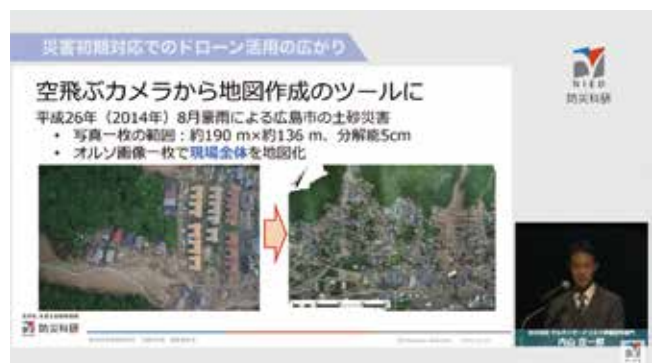 災害初期対応でのドローン活用の広がり
NIED
防災科研
空飛ぶカメラから地図作成のツールに
平成26年（2014年）8月豪雨による広島市の土砂災害
• 写真一枚の範囲：約190 m×約136 m、分解能5cm
• オルソ画像一枚で現場全体を地図化
防災科研